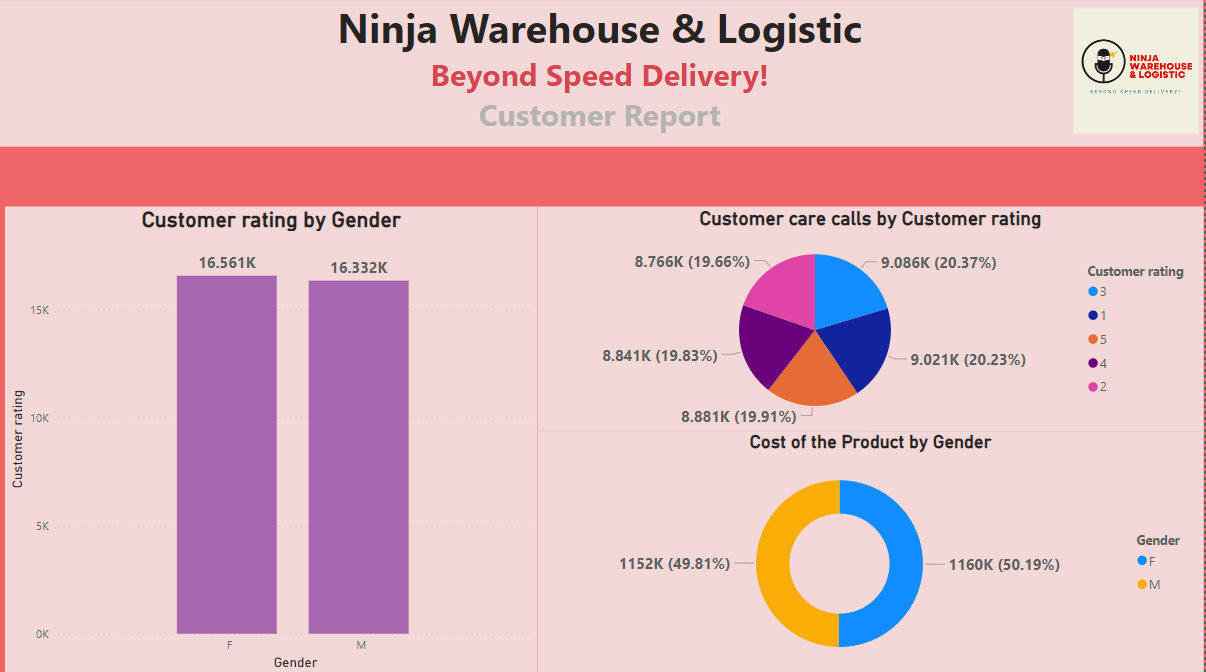 Ninja Warehouse & Logistic
Beyond Speed Delivery!
Customer Report
NINJA
WAREHOUSE
& LOGISTIC
BEYOND SPEED DELIVERY!
Customer rating by Gender
16.561K
16.332K
15K
10K
5K
0K
Customer rating
F
M
Gender
Customer care calls by Customer rating
8.766K (19.66%)
9.086K (20.37%)
8.841K (19.83%)
9.021K (20.23%)
8.881K (19.91%)
Customer rating
3
1
5
4
2
Cost of the Product by Gender
1152K (49.81%)
1160K (50.19%)
Gender
F
M